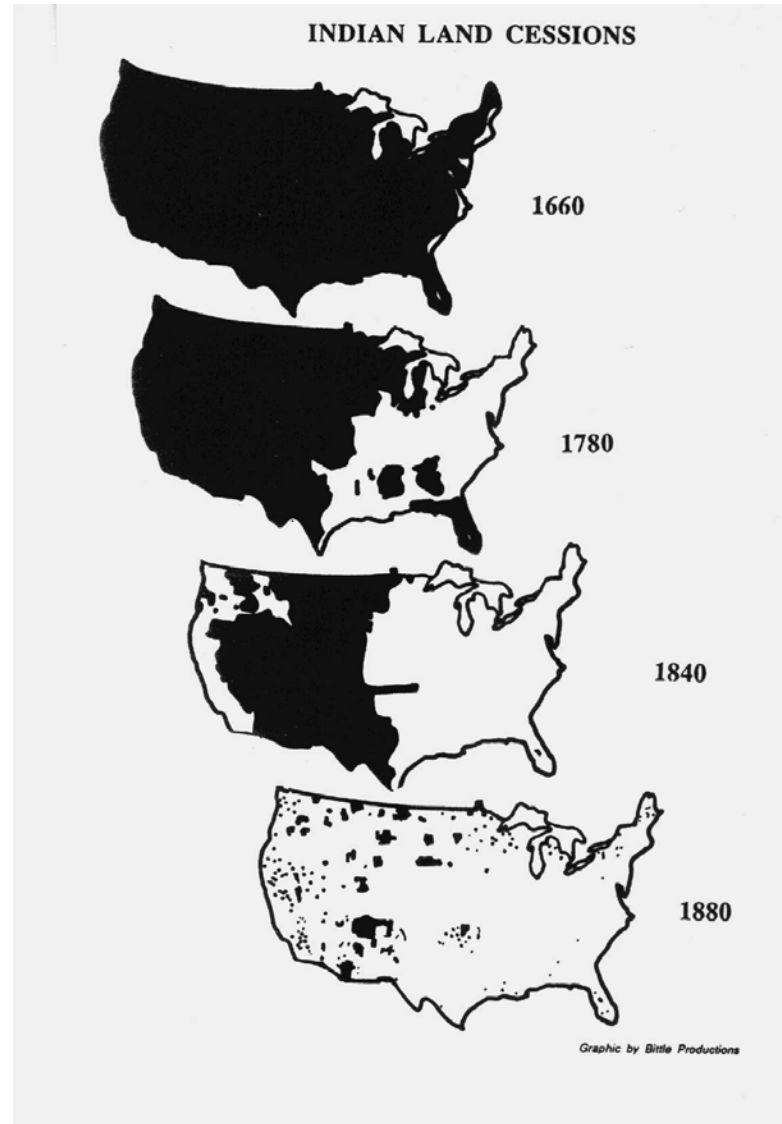 INDIAN LAND CESSIONS
1660
1780
1840
1880
Graphic by Bittle Productions